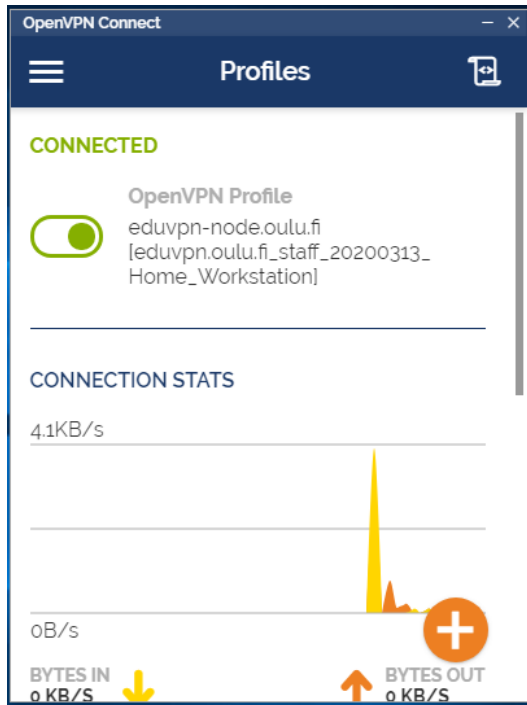 OpenVPN Connect
Profiles
CONNECTED
OpenVPN Profile
eduvpn-node.oulu.fi
[eduvpn.oulu.fi_staff_20200313_
Home_Workstation]
CONNECTION STATS
4.1KB/s
0B/s
BYTES IN
0 KB/S
BYTES OUT
0 KB/S